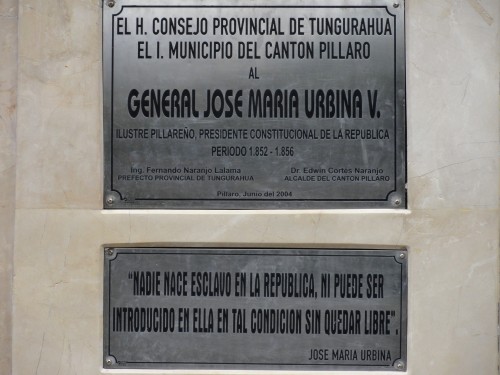 EL H. CONSEJO PROVINCIAL DE TUNGURAHUA
EL I. MUNICIPIO DEL CANTON PILLARO
AL
GENERAL JOSE MARIA URBINA V.
ILUSTRE PILLAREÑO, PRESIDENTE CONSTITUCIONAL DE LA REPUBLICA
PERIODO 1.852 - 1.856
Ing. Fernando Naranjo Lalama Dr. Edwin Cortés Naranjo
PREFECTO PROVINCIAL DE TUNGURAHUA ALCALDE DEL CANTON PILLARO
Píllaro, Junio del 2004
"NADIE NACE ESCLAVO EN LA REPUBLICA, NI PUEDE SER
INTRODUCIDO EN ELLA EN TAL CONDICION SIN QUEDAR LIBRE".
JOSE MARIA URBINA